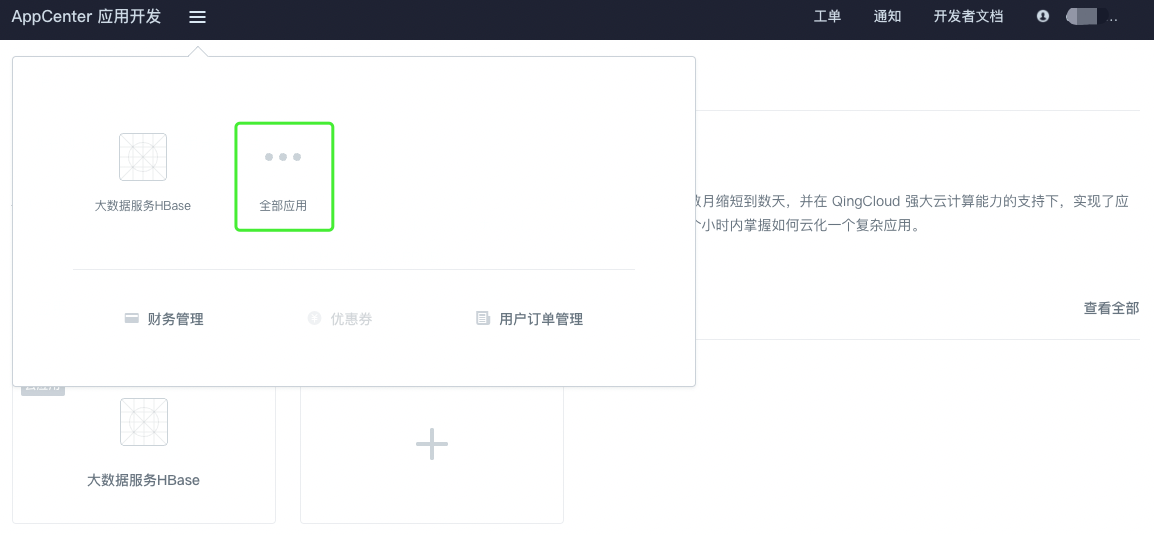 AppCenter 应用开发
工单 通知 开发者文档
大数据服务HBase 全部应用
月缩短到数天，并在 QingCloud 强大云计算能力的支持下，实现了应
小时内掌握如何云化一个复杂应用。
财务管理 优惠券 用户订单管理
查看全部
大数据服务HBase